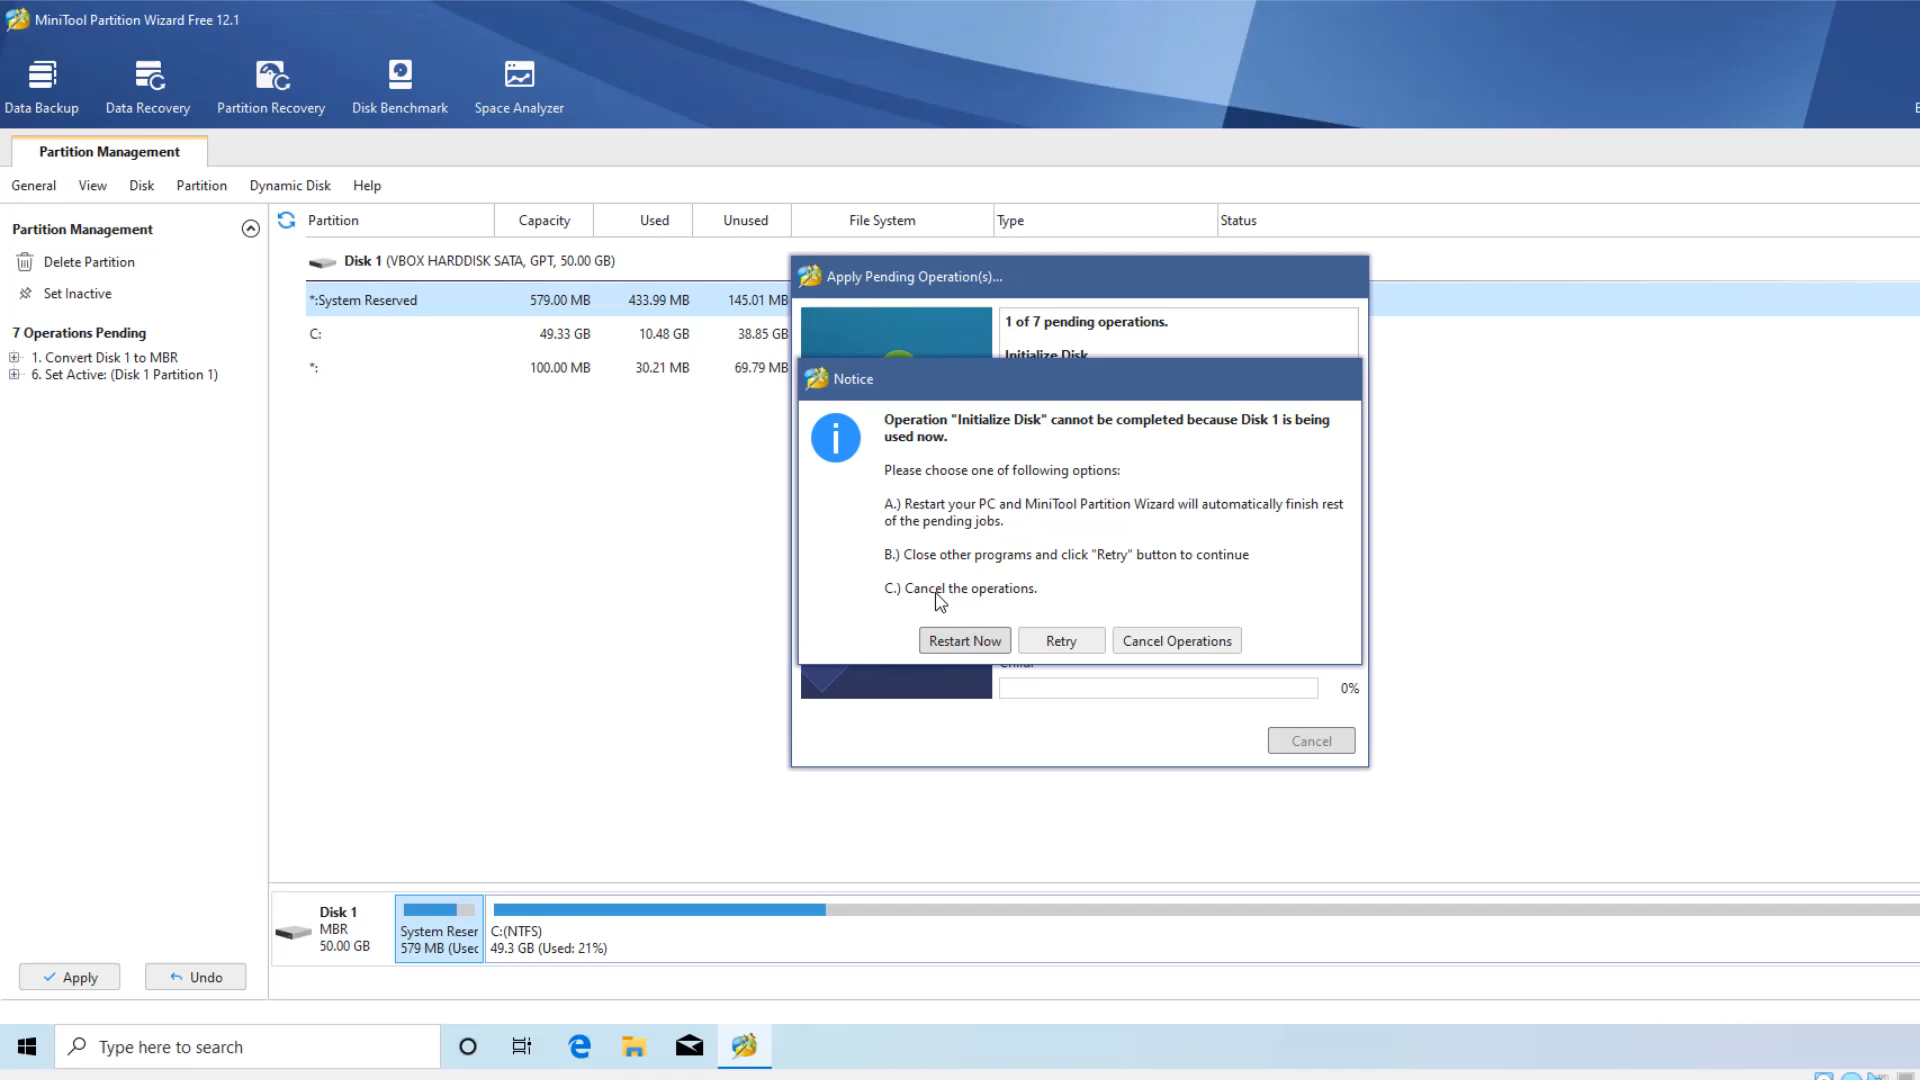 MiniTool Partition Wizard Free 12.1
Data Backup
Data Recovery
Partition Recovery
Disk Benchmark
Space Analyzer
Partition Management
General View Disk Partition Dynamic Disk Help
Partition Management
Delete Partition
Set Inactive
7 Operations Pending
1. Convert Disk 1 to MBR
6. Set Active: (Disk 1 Partition 1)
Partition Capacity Used Unused File System Type Status
Disk 1 (VBOX HARDDISK SATA, GPT, 50.00 GB)
*:System Reserved 579.00 MB 433.99 MB 145.01 MB
C: 49.33 GB 10.48 GB 38.85 GB
*: 100.00 MB 30.21 MB 69.79 MB
Apply Pending Operation(s)...
1 of 7 pending operations.
Initialize Disk
Notice
Operation "Initialize Disk" cannot be completed because Disk 1 is being
used now.
Please choose one of following options:
A.) Restart your PC and MiniTool Partition Wizard will automatically finish rest
of the pending jobs.
B.) Close other programs and click "Retry" button to continue
C.) Cancel the operations.
Restart Now Retry Cancel Operations
0%
Cancel
Disk 1
MBR
50.00 GB
System Reser
579 MB (Usec
C:(NTFS)
49.3 GB (Used: 21%)
Apply Undo
Type here to search